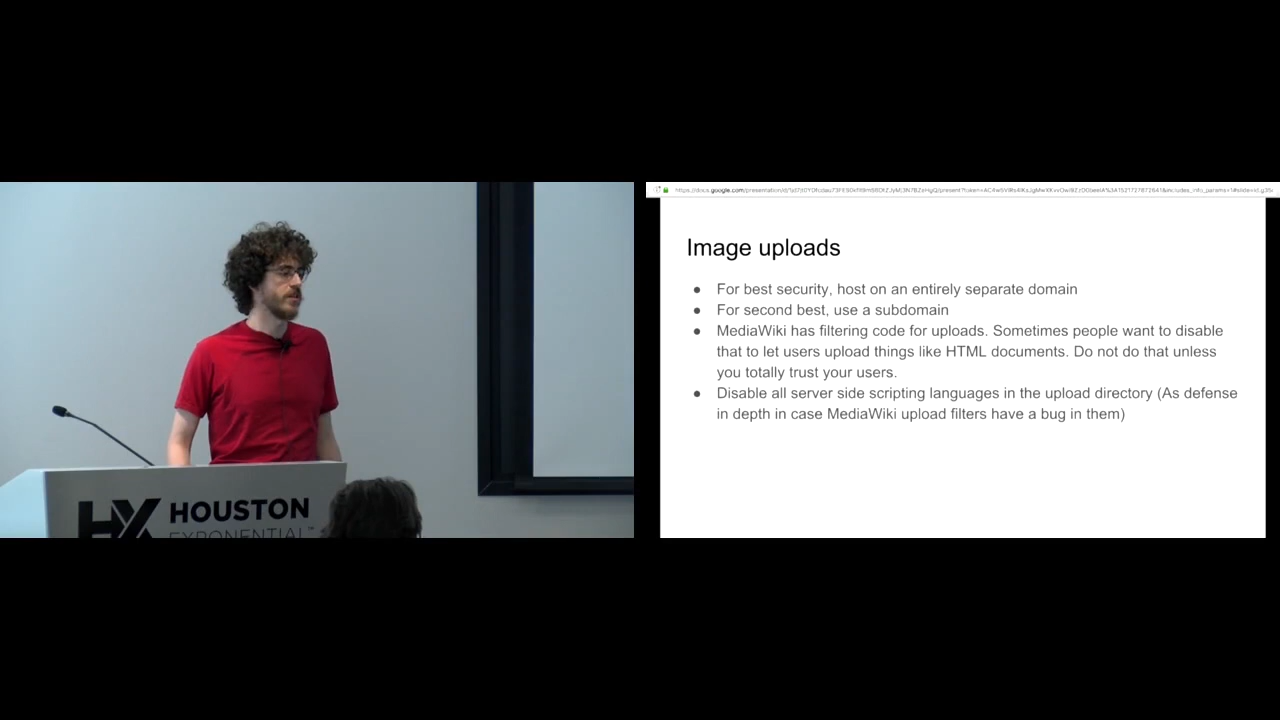 HX HOUSTON
EXPONENTIAL™
Image uploads
● For best security, host on an entirely separate domain
● For second best, use a subdomain
● MediaWiki has filtering code for uploads. Sometimes people want to disable
that to let users upload things like HTML documents. Do not do that unless
you totally trust your users.
● Disable all server side scripting languages in the upload directory (As defense
in depth in case MediaWiki upload filters have a bug in them)